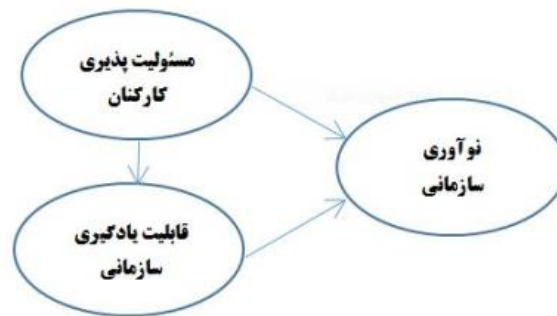 مسئولیت پذیری
کارکنان
نوآوری
سازمانی
قابلیت یادگیری
سازمانی